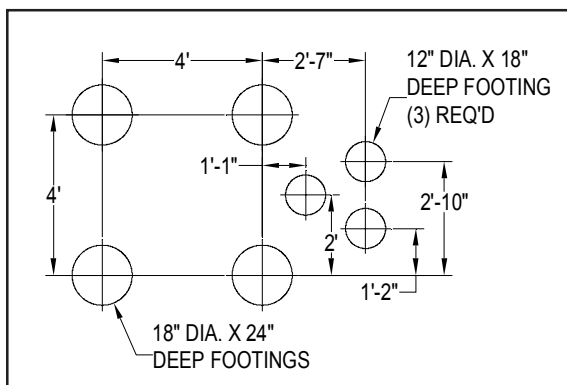 4'
2'-7"
12" DIA. X 18"
DEEP FOOTING
(3) REQ'D
1'-1"
4'
2'-10"
2'
1'-2"
18" DIA. X 24"
DEEP FOOTINGS